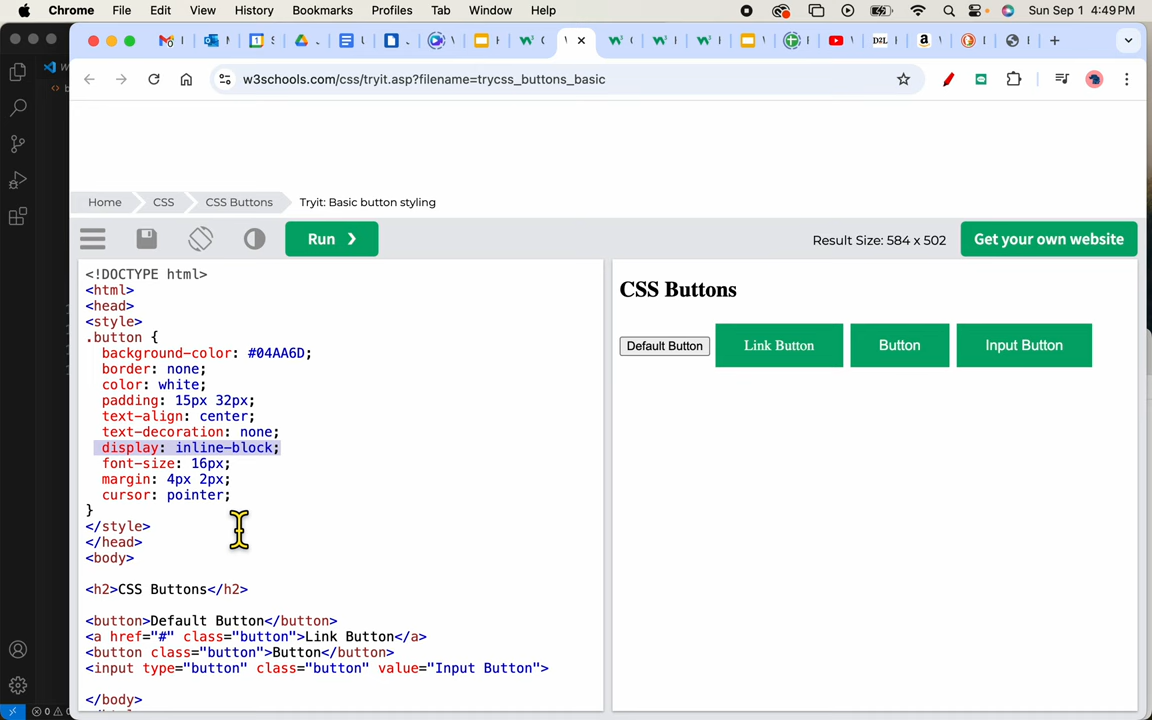 Chrome File Edit View History Bookmarks Profiles Tab Window Help Sun Sep 1 4:49 PM
w3schools.com/css/tryit.asp?filename=trycss_buttons_basic
Home CSS CSS Buttons Tryit: Basic button styling
Run ❯ Result Size: 584 x 502 Get your own website
<!DOCTYPE html>
<html>
<head>
<style>
.button {
  background-color: #04AA6D;
  border: none;
  color: white;
  padding: 15px 32px;
  text-align: center;
  text-decoration: none;
  display: inline-block;
  font-size: 16px;
  margin: 4px 2px;
  cursor: pointer;
}
</style>
</head>
<body>
<h2>CSS Buttons</h2>
<button>Default Button</button>
<a href="#" class="button">Link Button</a>
<button class="button">Button</button>
<input type="button" class="button" value="Input Button">
</body>
CSS Buttons
Default Button Link Button Button Input Button